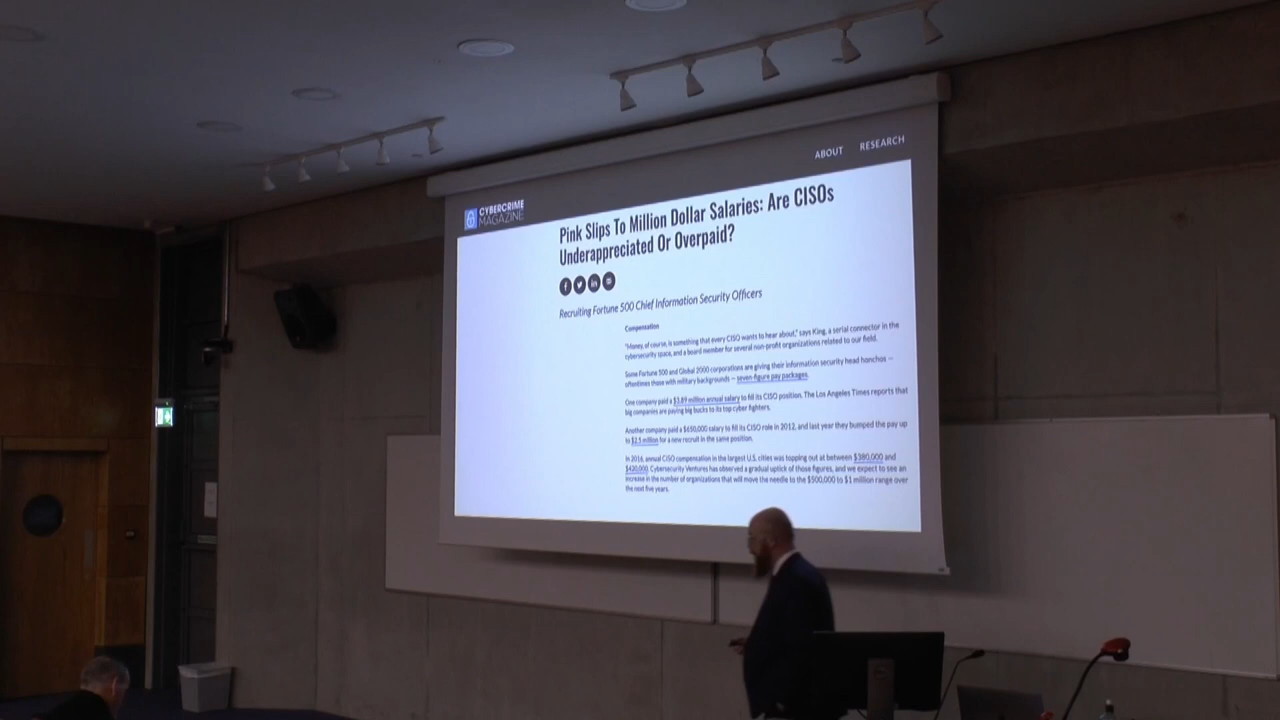 ABOUT RESEARCH
CYBERCRIME
MAGAZINE
Pink Slips To Million Dollar Salaries: Are CISOs
Underappreciated Or Overpaid?
Recruiting Fortune 500 Chief Information Security Officers
Compensation
"Money, of course, is something that every CISO wants to hear about," says King, a serial connector in the
cybersecurity space, and a board member for several non-profit organizations related to our field.
Some Fortune 500 and Global 2000 corporations are giving their information security head honchos —
oftentimes those with military backgrounds — seven-figure pay packages.
One company paid a $3.89 million annual salary to fill its CISO position. The Los Angeles Times reports that
big companies are paying big bucks to its top cyber fighters.
Another company paid a $650,000 salary to fill its CISO role in 2012, and last year they bumped the pay up
to $2.5 million for a new recruit in the same position.
In 2016, annual CISO compensation in the largest U.S. cities was topping out at between $380,000 and
$420,000. Cybersecurity Ventures has observed a gradual uptick of those figures, and we expect to see an
increase in the number of organizations that will move the needle to the $500,000 to $1 million range over
the next five years.